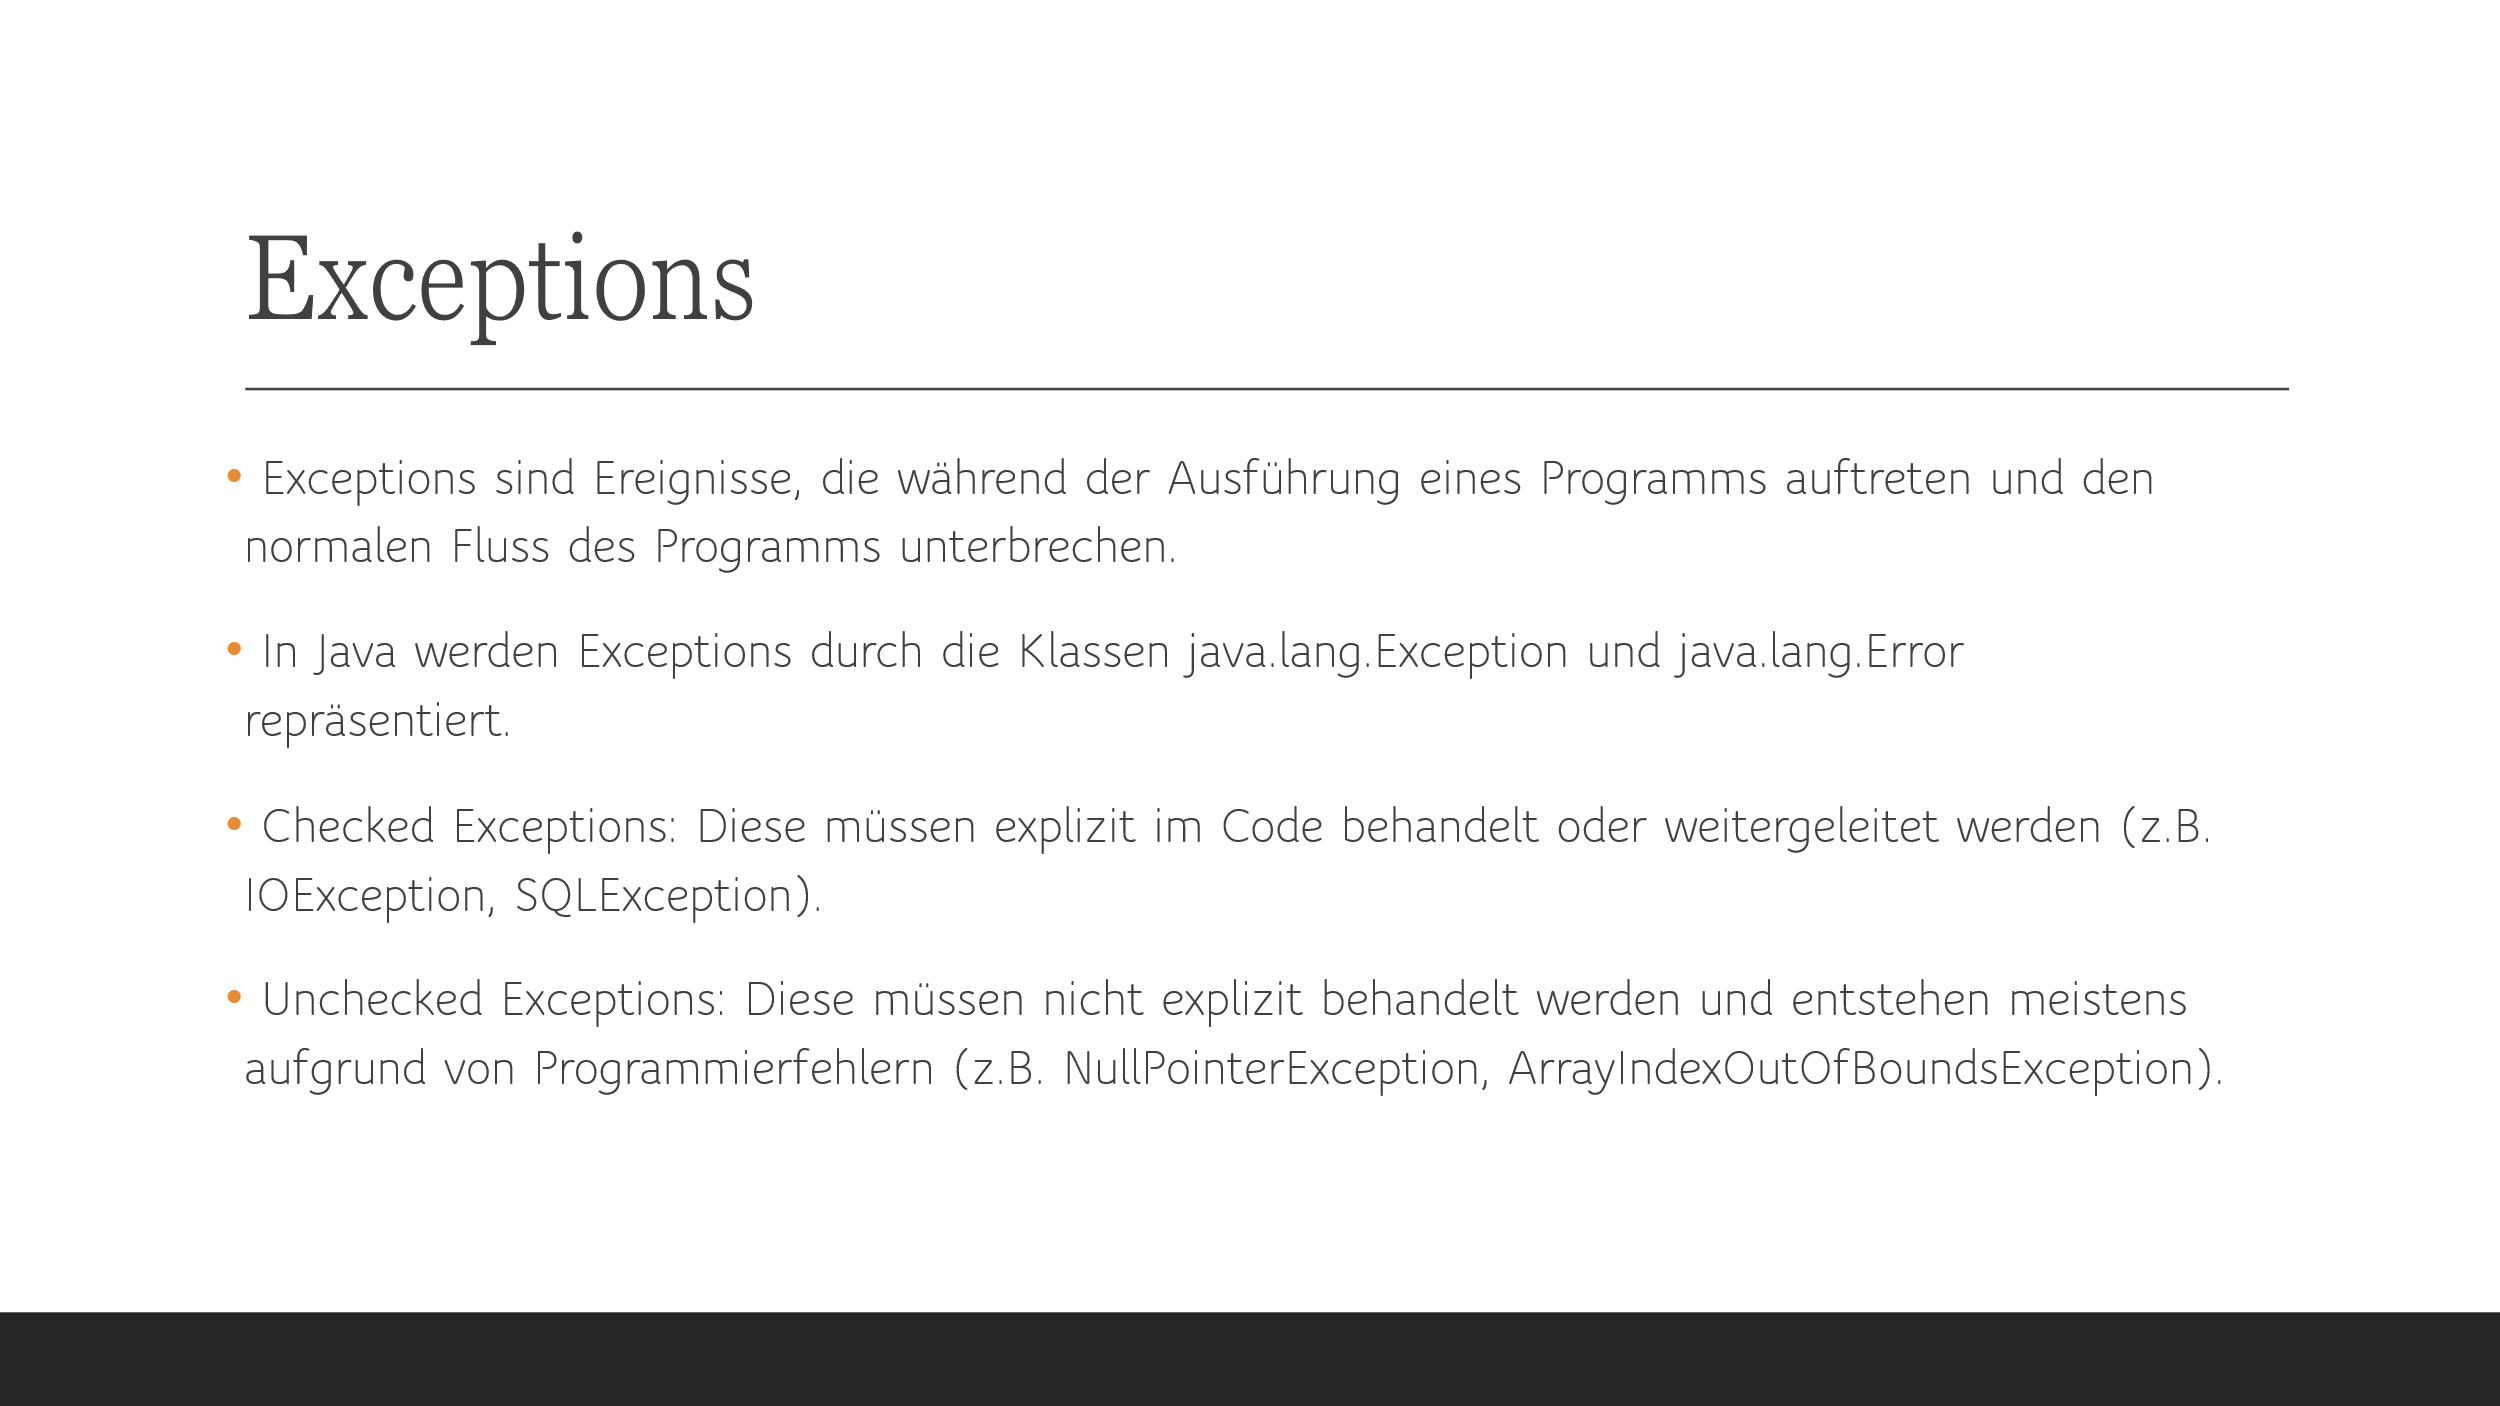 Exceptions
• Exceptions sind Ereignisse, die während der Ausführung eines Programms auftreten und den
normalen Fluss des Programms unterbrechen.
• In Java werden Exceptions durch die Klassen java.lang.Exception und java.lang.Error
repräsentiert.
• Checked Exceptions: Diese müssen explizit im Code behandelt oder weitergeleitet werden (z.B.
IOException, SQLException).
• Unchecked Exceptions: Diese müssen nicht explizit behandelt werden und entstehen meistens
aufgrund von Programmierfehlern (z.B. NullPointerException, ArrayIndexOutOfBoundsException).